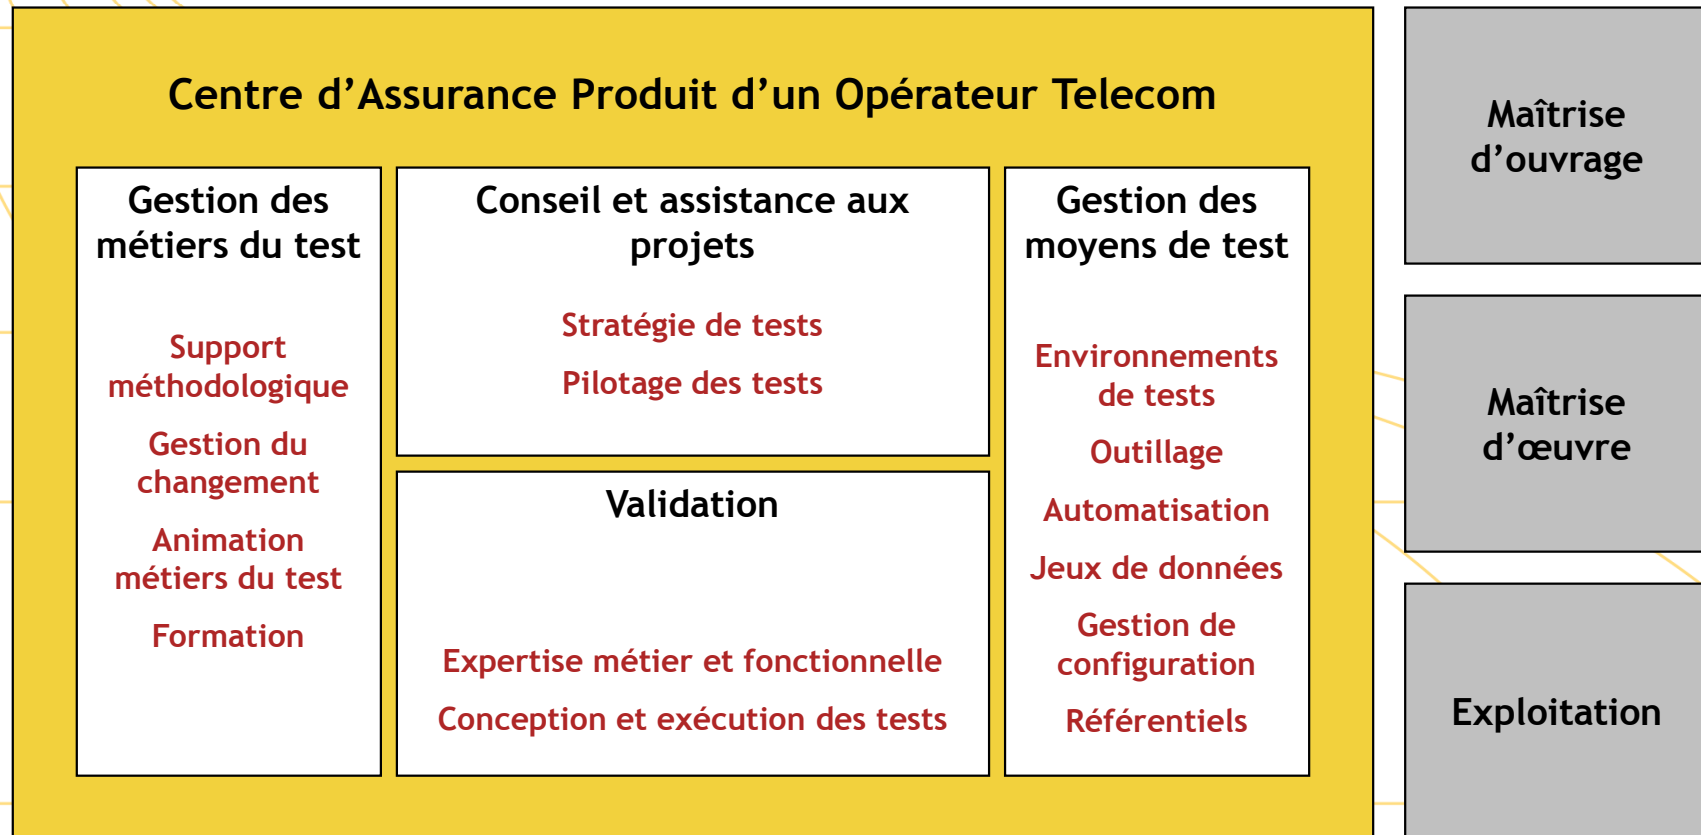 Centre d’Assurance Produit d’un Opérateur Telecom
Gestion des
métiers du test
Support
méthodologique
Gestion du
changement
Animation
métiers du test
Formation
Conseil et assistance aux
projets
Stratégie de tests
Pilotage des tests
Validation
Expertise métier et fonctionnelle
Conception et exécution des tests
Gestion des
moyens de test
Environnements
de tests
Outillage
Automatisation
Jeux de données
Gestion de
configuration
Référentiels
Maîtrise
d’ouvrage
Maîtrise
d’œuvre
Exploitation